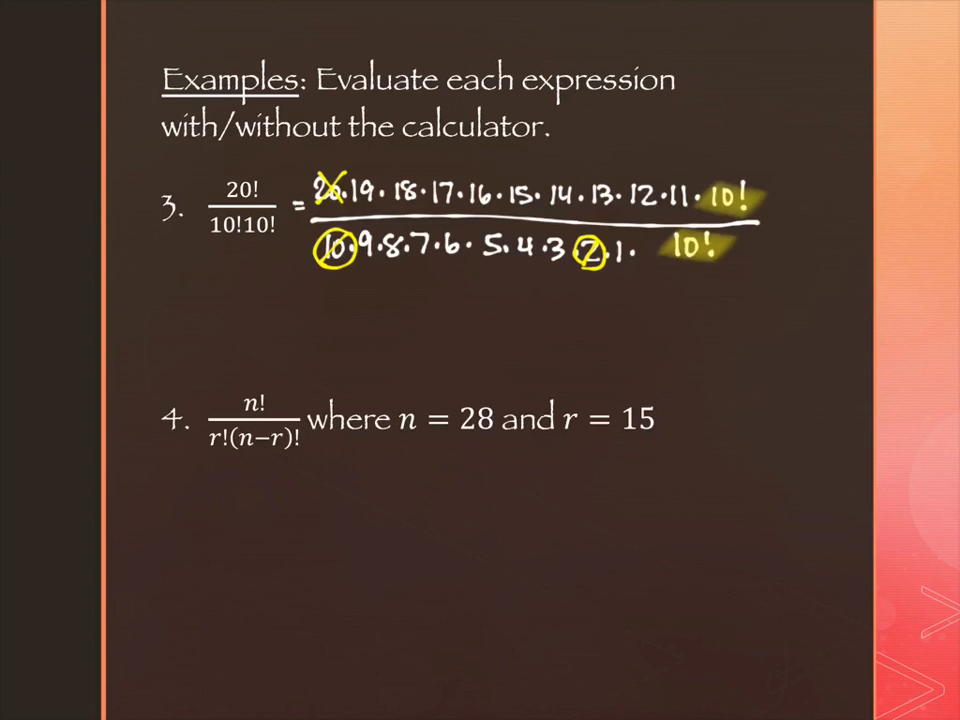 Examples: Evaluate each expression
with/without the calculator.
3. 20!/10!10! = 20·19·18·17·16·15·14·13·12·11·10!
10·9·8·7·6·5·4·3·2·1· 10!
4. n!/r!(n−r)! where n = 28 and r = 15